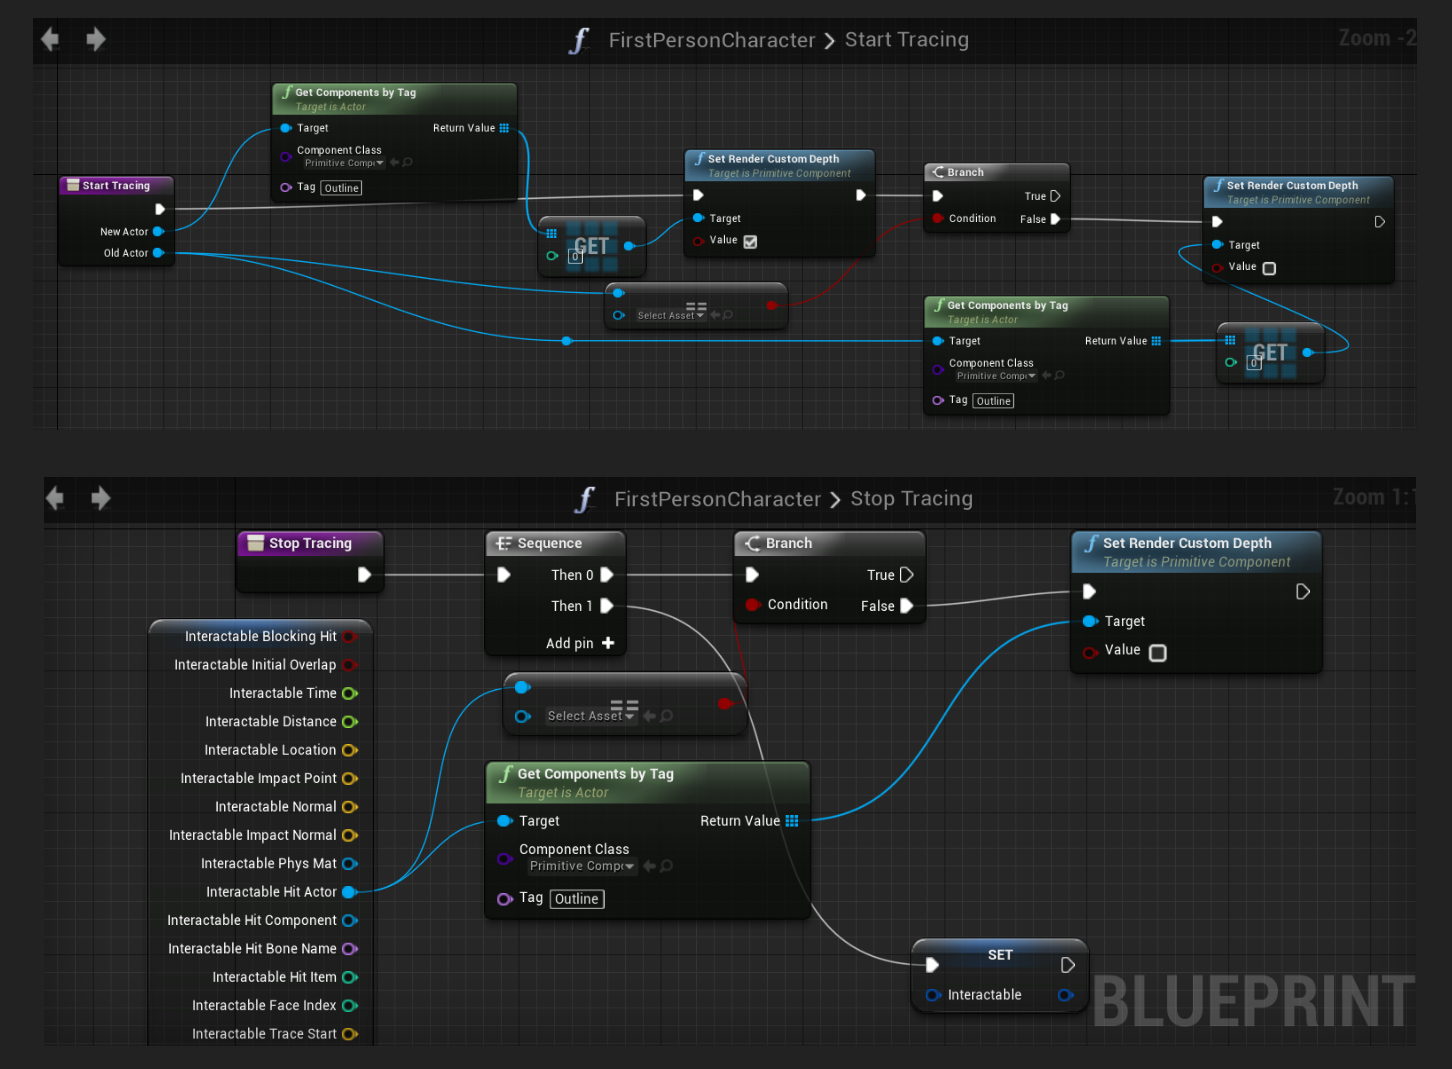 FirstPersonCharacter > Start Tracing
Zoom -2
Get Components by Tag
Target is Actor
Target
Return Value
Component Class
Primitive Compo
Tag Outline
Start Tracing
New Actor
Old Actor
GET
0
Set Render Custom Depth
Target is Primitive Component
Target
Value
Branch
True
Condition
False
==
Select Asset
Set Render Custom Depth
Target is Primitive Component
Target
Value
Get Components by Tag
Target is Actor
Target
Return Value
Component Class
Primitive Compo
Tag Outline
GET
0
FirstPersonCharacter > Stop Tracing
Zoom 1:1
Stop Tracing
Sequence
Then 0
Then 1
Add pin
Branch
True
Condition
False
Set Render Custom Depth
Target is Primitive Component
Target
Value
Interactable Blocking Hit
Interactable Initial Overlap
Interactable Time
Interactable Distance
Interactable Location
Interactable Impact Point
Interactable Normal
Interactable Impact Normal
Interactable Phys Mat
Interactable Hit Actor
Interactable Hit Component
Interactable Hit Bone Name
Interactable Hit Item
Interactable Face Index
Interactable Trace Start
==
Select Asset
Get Components by Tag
Target is Actor
Target
Return Value
Component Class
Primitive Compo
Tag Outline
SET
Interactable
BLUEPRINT